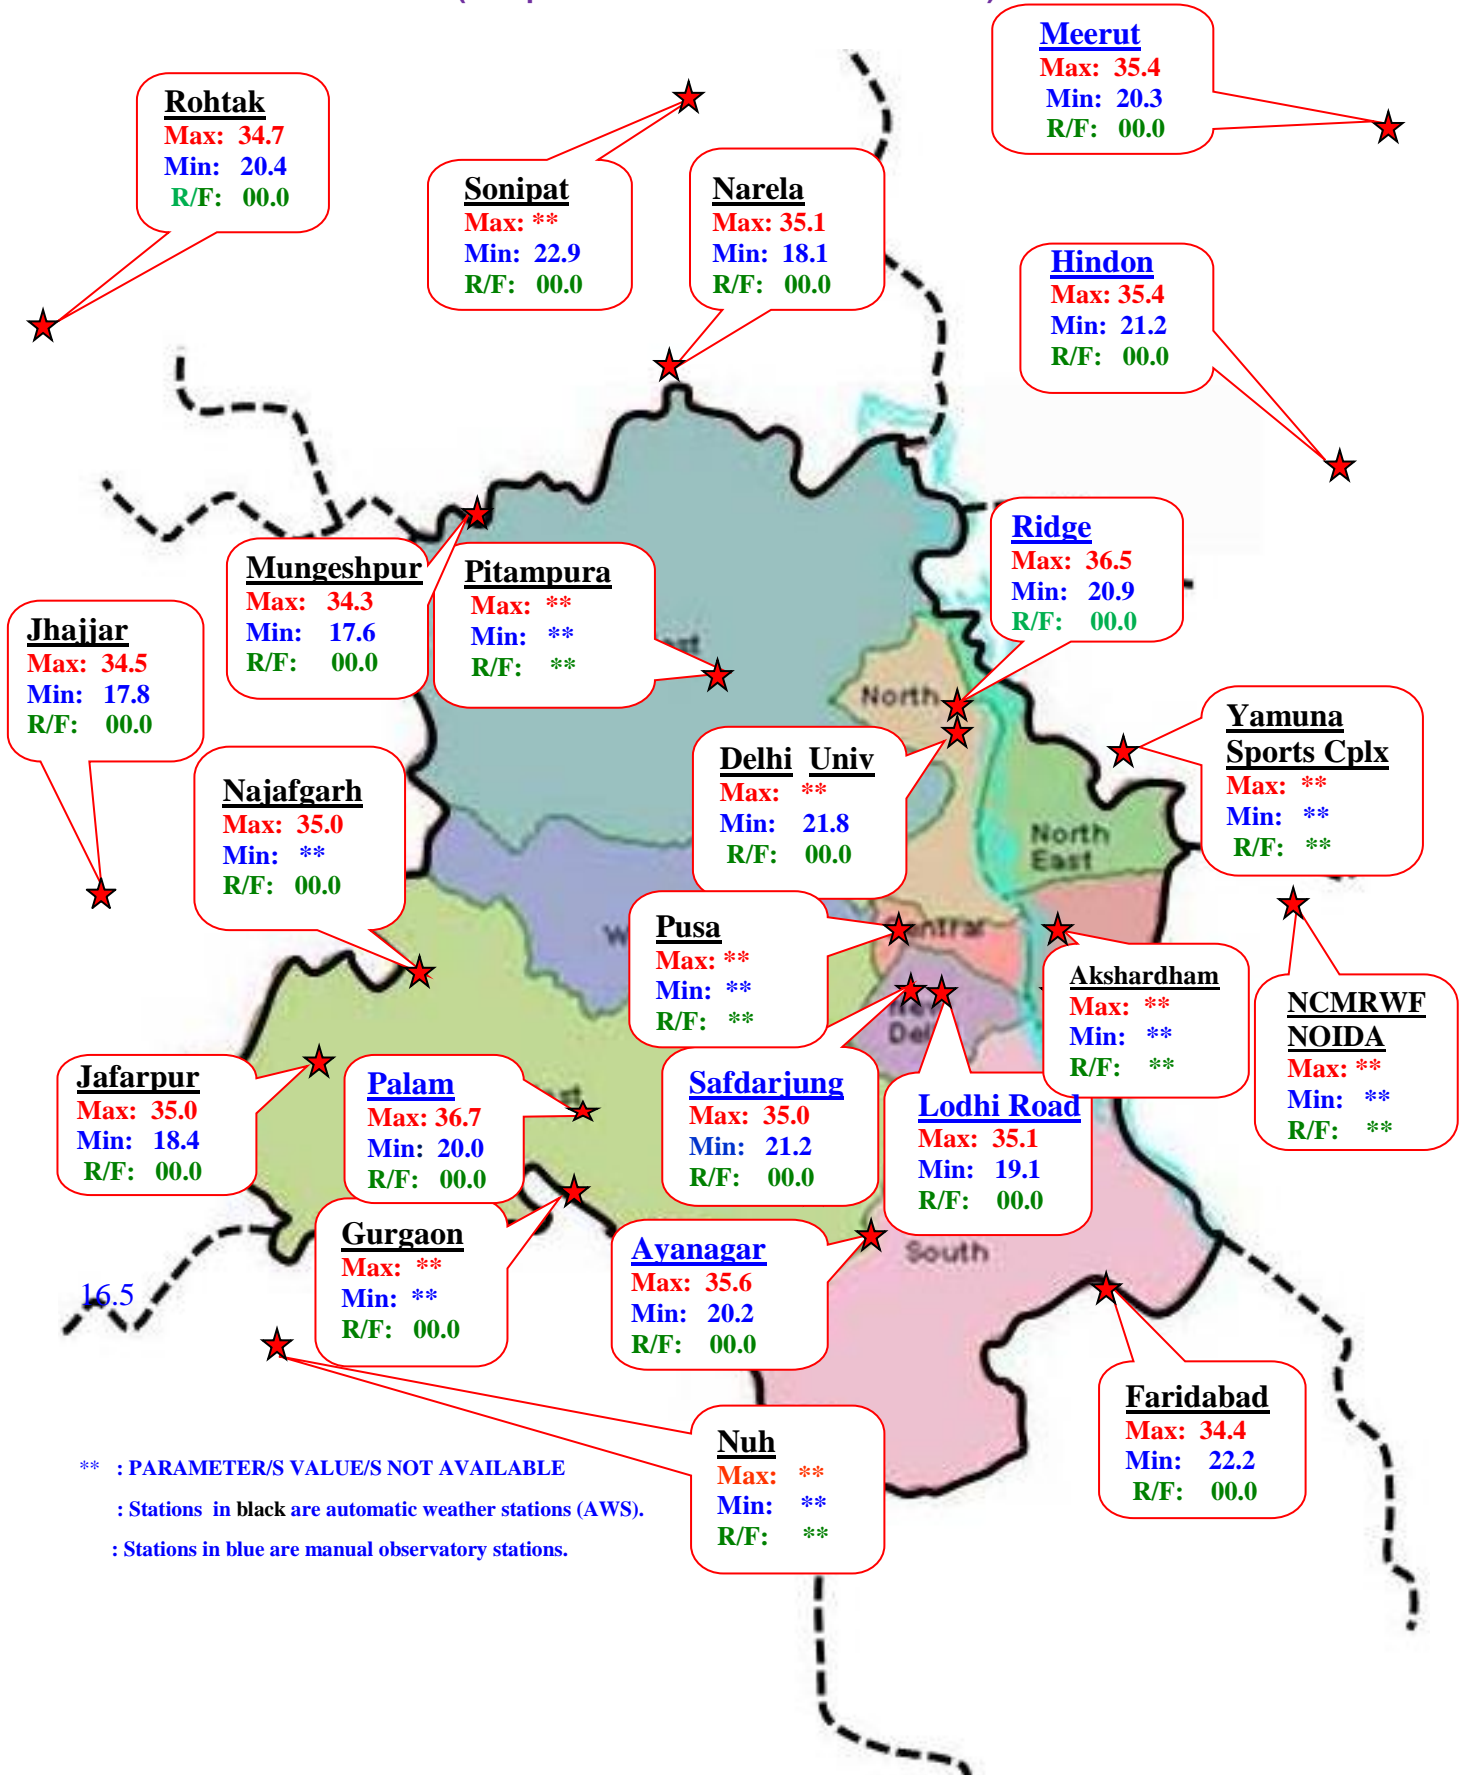 Meerut
Max: 35.4
Min: 20.3
R/F: 00.0
Rohtak
Max: 34.7
Min: 20.4
R/F: 00.0
Sonipat
Max: **
Min: 22.9
R/F: 00.0
Narela
Max: 35.1
Min: 18.1
R/F: 00.0
Hindon
Max: 35.4
Min: 21.2
R/F: 00.0
Ridge
Max: 36.5
Min: 20.9
R/F: 00.0
Mungeshpur
Max: 34.3
Min: 17.6
R/F: 00.0
Pitampura
Max: **
Min: **
R/F: **
Jhajjar
Max: 34.5
Min: 17.8
R/F: 00.0
North
Yamuna
Sports Cplx
Max: **
Min: **
R/F: **
Delhi Univ
Max: **
Min: 21.8
R/F: 00.0
Najafgarh
Max: 35.0
Min: **
R/F: 00.0
North
East
Pusa
Max: **
Min: **
R/F: **
Akshardham
Max: **
Min: **
R/F: **
NCMRWF
NOIDA
Max: **
Min: **
R/F: **
Jafarpur
Max: 35.0
Min: 18.4
R/F: 00.0
Palam
Max: 36.7
Min: 20.0
R/F: 00.0
Safdarjung
Max: 35.0
Min: 21.2
R/F: 00.0
Lodhi Road
Max: 35.1
Min: 19.1
R/F: 00.0
Gurgaon
Max: **
Min: **
R/F: 00.0
Ayanagar
Max: 35.6
Min: 20.2
R/F: 00.0
South
16.5
Faridabad
Max: 34.4
Min: 22.2
R/F: 00.0
Nuh
Max: **
Min: **
R/F: **
** : PARAMETER/S VALUE/S NOT AVAILABLE
: Stations in black are automatic weather stations (AWS).
: Stations in blue are manual observatory stations.